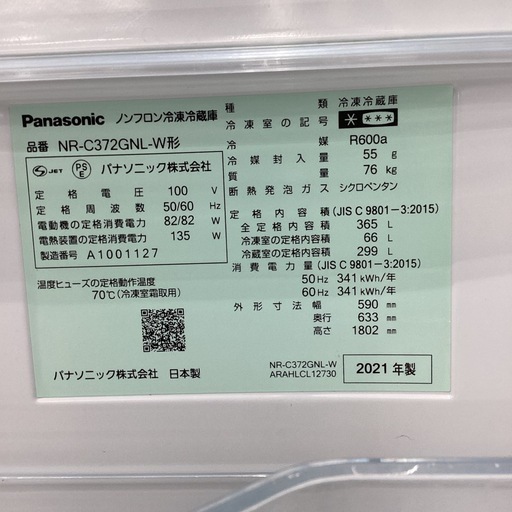 Panasonic ノンフロン冷凍冷蔵庫
品番 NR-C372GNL-W形
JET PSE パナソニック株式会社
定格電圧 100 V
定格周波数 50/60 Hz
電動機の定格消費電力 82/82 W
電熱装置の定格消費電力 135 W
製造番号 A1001127
温度ヒューズの定格動作温度
70℃(冷凍室霜取用)
パナソニック株式会社 日本製
種類 冷凍冷蔵庫
冷凍室の記号 ****
冷媒 R600a
冷媒封入量 55 g
質量 76 kg
断熱発泡ガス シクロペンタン
定格内容積(JIS C 9801-3:2015)
全定格内容積 365 L
冷凍室の定格内容積 66 L
冷蔵室の定格内容積 299 L
消費電力量(JIS C 9801-3:2015)
50Hz 341 kWh/年
60Hz 341 kWh/年
外形寸法 幅 590 mm
奥行 633 mm
高さ 1802 mm
NR-C372GNL-W
ARAHLCL12730
2021年製